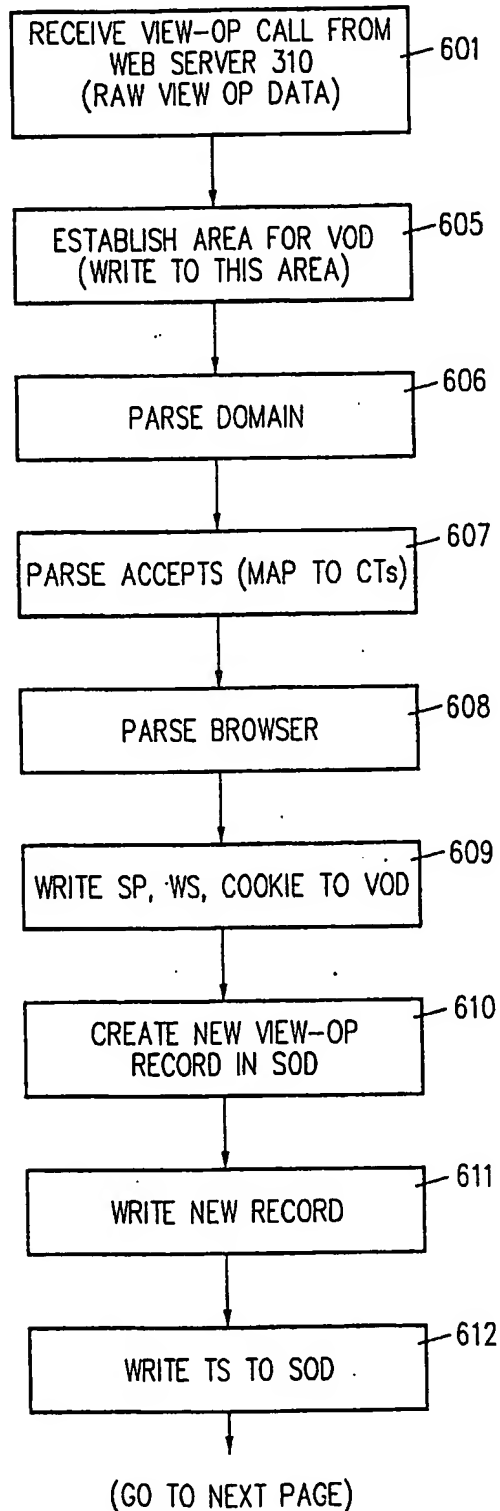 RECEIVE VIEW-OP CALL FROM
WEB SERVER 310
(RAW VIEW OP DATA)
601
ESTABLISH AREA FOR VOD
(WRITE TO THIS AREA)
605
PARSE DOMAIN
606
PARSE ACCEPTS (MAP TO CTs)
607
PARSE BROWSER
608
WRITE SP, WS, COOKIE TO VOD
609
CREATE NEW VIEW-OP
RECORD IN SOD
610
WRITE NEW RECORD
611
WRITE TS TO SOD
612
(GO TO NEXT PAGE)